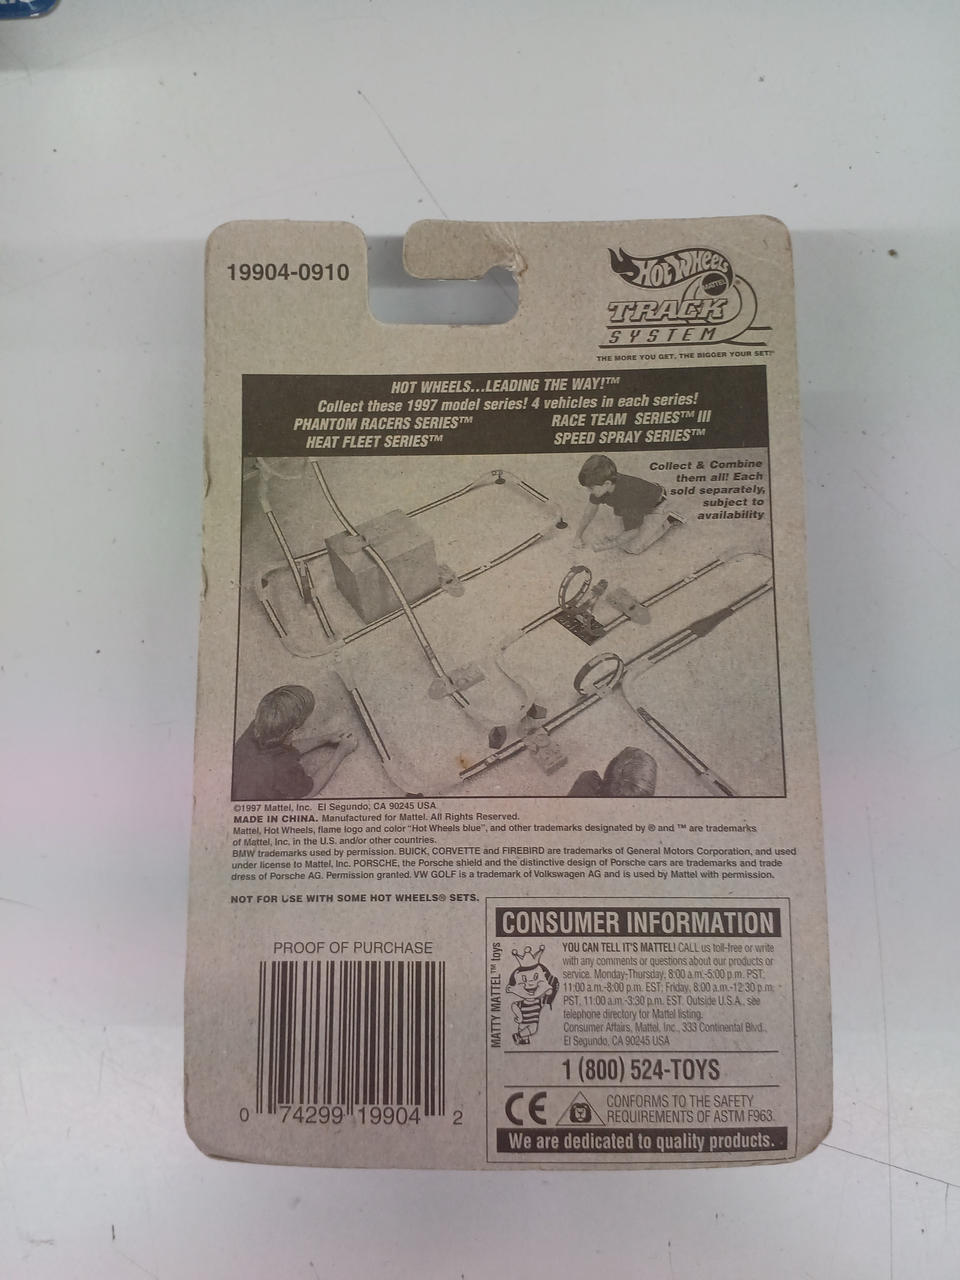 19904-0910
HOT WHEELS
MATTEL
TRACK
SYSTEM
THE MORE YOU GET, THE BIGGER YOUR SET!™
HOT WHEELS...LEADING THE WAY!™
Collect these 1997 model series! 4 vehicles in each series!
PHANTOM RACERS SERIES™ RACE TEAM SERIES™ III
HEAT FLEET SERIES™ SPEED SPRAY SERIES™
Collect & Combine
them all! Each
sold separately,
subject to
availability
©1997 Mattel, Inc. El Segundo, CA 90245 USA
MADE IN CHINA. Manufactured for Mattel. All Rights Reserved.
Mattel, Hot Wheels, flame logo and color "Hot Wheels blue", and other trademarks designated by ® and ™ are trademarks
of Mattel, Inc. in the U.S. and/or other countries.
BMW trademarks used by permission. BUICK, CORVETTE and FIREBIRD are trademarks of General Motors Corporation, and used
under license to Mattel, Inc. PORSCHE, the Porsche shield and the distinctive design of Porsche cars are trademarks and trade
dress of Porsche AG. Permission granted. VW GOLF is a trademark of Volkswagen AG and is used by Mattel with permission.
NOT FOR USE WITH SOME HOT WHEELS® SETS.
PROOF OF PURCHASE
0 74299 19904 2
CONSUMER INFORMATION
MATTY MATTEL™ toys
YOU CAN TELL IT'S MATTEL! CALL us toll-free or write
with any comments or questions about our products or
service. Monday-Thursday, 8:00 a.m.-5:00 p.m. PST,
11:00 a.m.-8:00 p.m. EST; Friday, 8:00 a.m.-12:30 p.m.
PST, 11:00 a.m.-3:30 p.m. EST. Outside U.S.A., see
telephone directory for Mattel listing.
Consumer Affairs, Mattel, Inc., 333 Continental Blvd.,
El Segundo, CA 90245 USA
1 (800) 524-TOYS
CE
CONFORMS TO THE SAFETY
REQUIREMENTS OF ASTM F963.
We are dedicated to quality products.